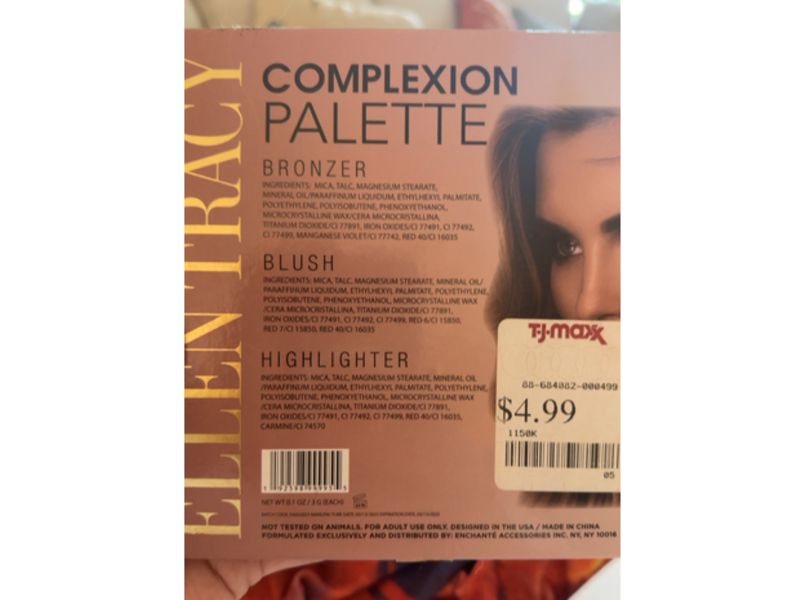 ELLEN TRACY
COMPLEXION
PALETTE
BRONZER
INGREDIENTS: MICA, TALC, MAGNESIUM STEARATE,
MINERAL OIL/PARAFFINUM LIQUIDUM, ETHYLHEXYL PALMITATE,
POLYETHYLENE, POLYISOBUTENE, PHENOXYETHANOL,
MICROCRYSTALLINE WAX/CERA MICROCRISTALLINA,
TITANIUM DIOXIDE/CI 77891, IRON OXIDES/CI 77491, CI 77492,
CI 77499, MANGANESE VIOLET/CI 77742, RED 40/CI 16035
BLUSH
INGREDIENTS: MICA, TALC, MAGNESIUM STEARATE, MINERAL OIL/
PARAFFINUM LIQUIDUM, ETHYLHEXYL PALMITATE, POLYETHYLENE,
POLYISOBUTENE, PHENOXYETHANOL, MICROCRYSTALLINE WAX
/CERA MICROCRISTALLINA, TITANIUM DIOXIDE/CI 77891,
IRON OXIDES/CI 77491, CI 77492, CI 77499, RED 6/CI 15850,
RED 7/CI 15850, RED 40/CI 16035
HIGHLIGHTER
INGREDIENTS: MICA, TALC, MAGNESIUM STEARATE, MINERAL OIL
/PARAFFINUM LIQUIDUM, ETHYLHEXYL PALMITATE, POLYETHYLENE,
POLYISOBUTENE, PHENOXYETHANOL, MICROCRYSTALLINE WAX
/CERA MICROCRISTALLINA, TITANIUM DIOXIDE/CI 77891,
IRON OXIDES/CI 77491, CI 77492, CI 77499, RED 40/CI 16035,
CARMINE/CI 74570
T·J·maxx
88-684082-000499
$4.99
1150K
05
NET WT 0.1 OZ / 3 G (EACH)
NOT TESTED ON ANIMALS. FOR ADULT USE ONLY. DESIGNED IN THE USA / MADE IN CHINA
FORMULATED EXCLUSIVELY AND DISTRIBUTED BY: ENCHANTÉ ACCESSORIES INC. NY, NY 10016